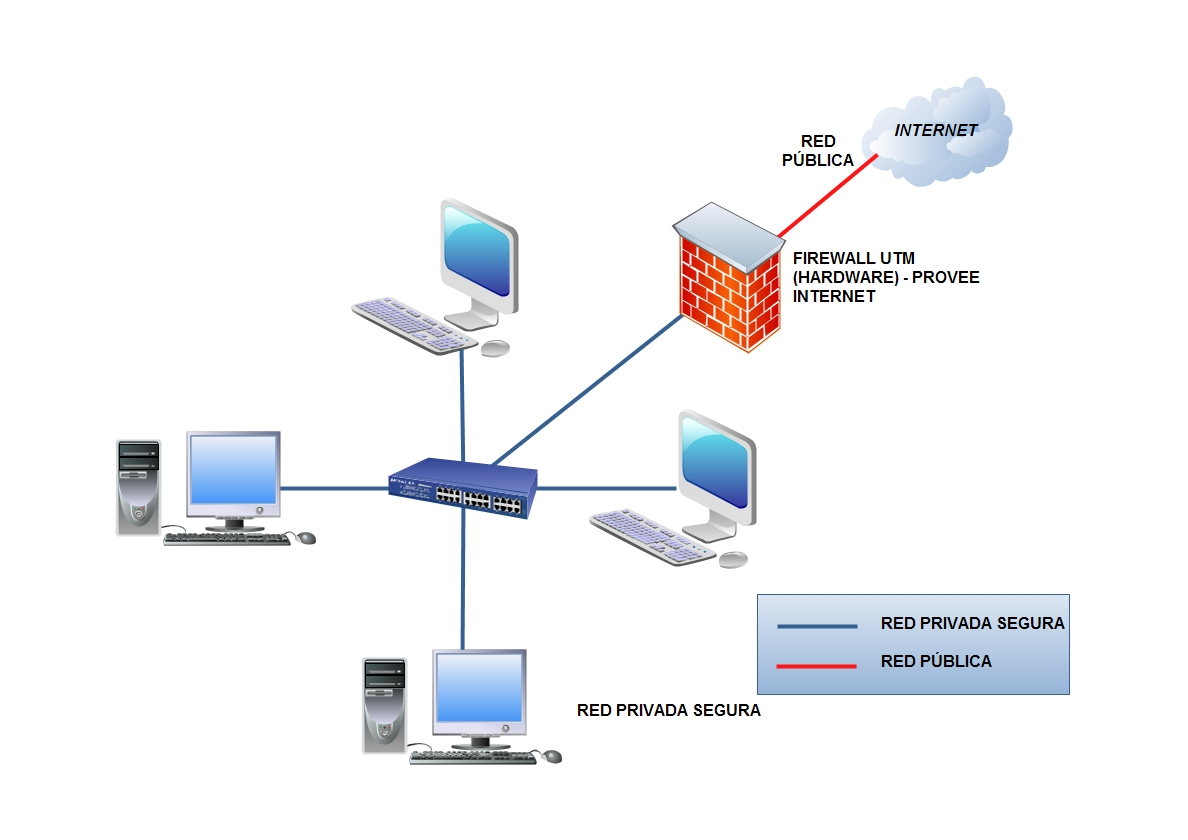 INTERNET
RED
PÚBLICA
FIREWALL UTM
(HARDWARE) - PROVEE
INTERNET
RED PRIVADA SEGURA
RED PÚBLICA
RED PRIVADA SEGURA